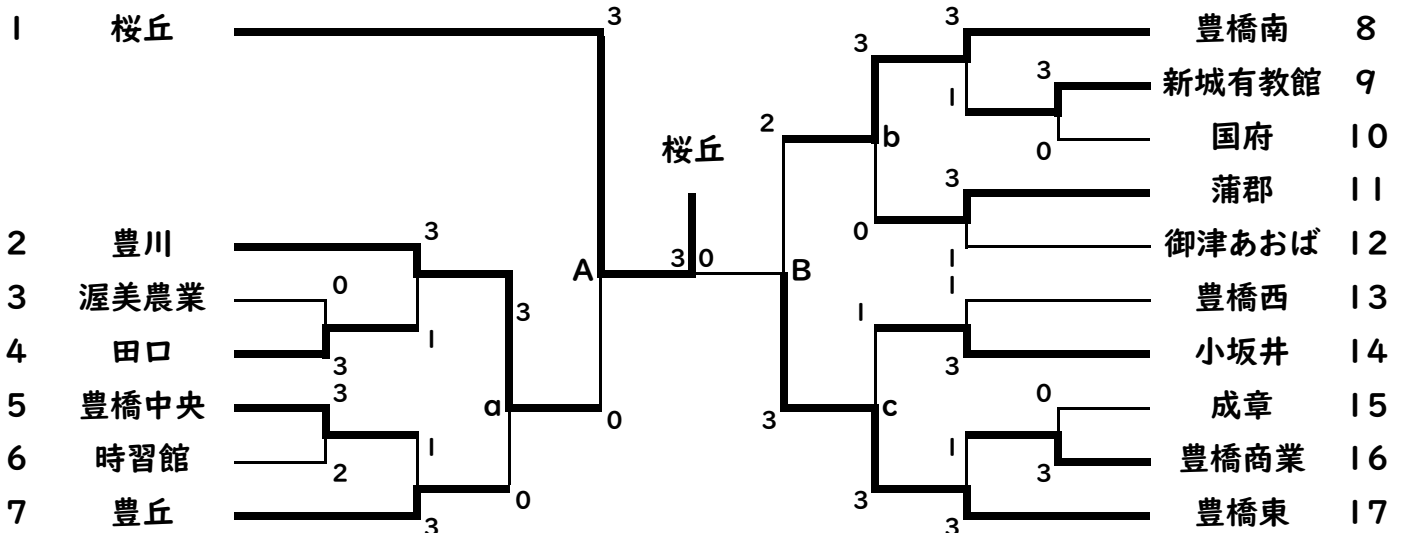 1 桜丘
2 豊川
3 渥美農業
4 田口
5 豊橋中央
6 時習館
7 豊丘
3
3
0
1
3
3
1
2
3
3
a
0
A
0
桜丘
3 0
2
B
3
3
b
0
1
c
3
3
1
3
0
3
1
1
3
0
1
3
3
豊橋南 8
新城有教館 9
国府 10
蒲郡 11
御津あおば 12
豊橋西 13
小坂井 14
成章 15
豊橋商業 16
豊橋東 17